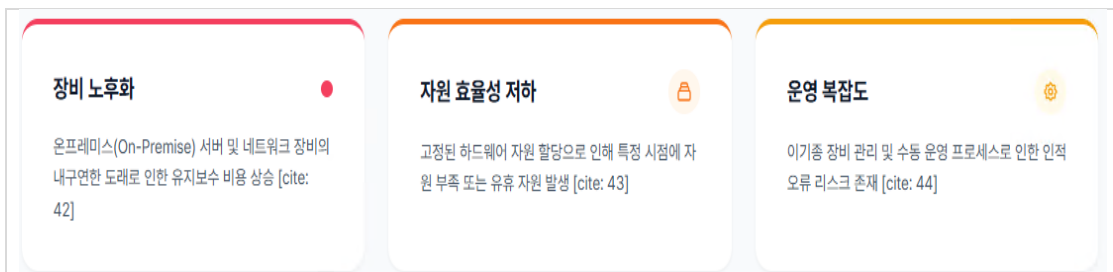 장비 노후화
온프레미스(On-Premise) 서버 및 네트워크 장비의
내구연한 도래로 인한 유지보수 비용 상승 [cite:
42]
자원 효율성 저하
고정된 하드웨어 자원 할당으로 인해 특정 시점에 자
원 부족 또는 유휴 자원 발생 [cite: 43]
운영 복잡도
이기종 장비 관리 및 수동 운영 프로세스로 인한 인적
오류 리스크 존재 [cite: 44]